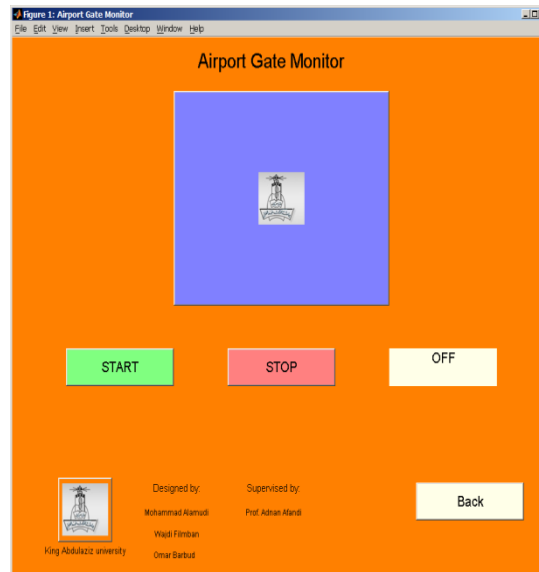 Figure 1: Airport Gate Monitor
File Edit View Insert Tools Desktop Window Help
Airport Gate Monitor
START
STOP
OFF
Designed by:
Supervised by:
Mohammad Alamudi
Prof. Adnan Afandi
Wajdi Filmban
Omar Barbud
King Abdulaziz university
Back